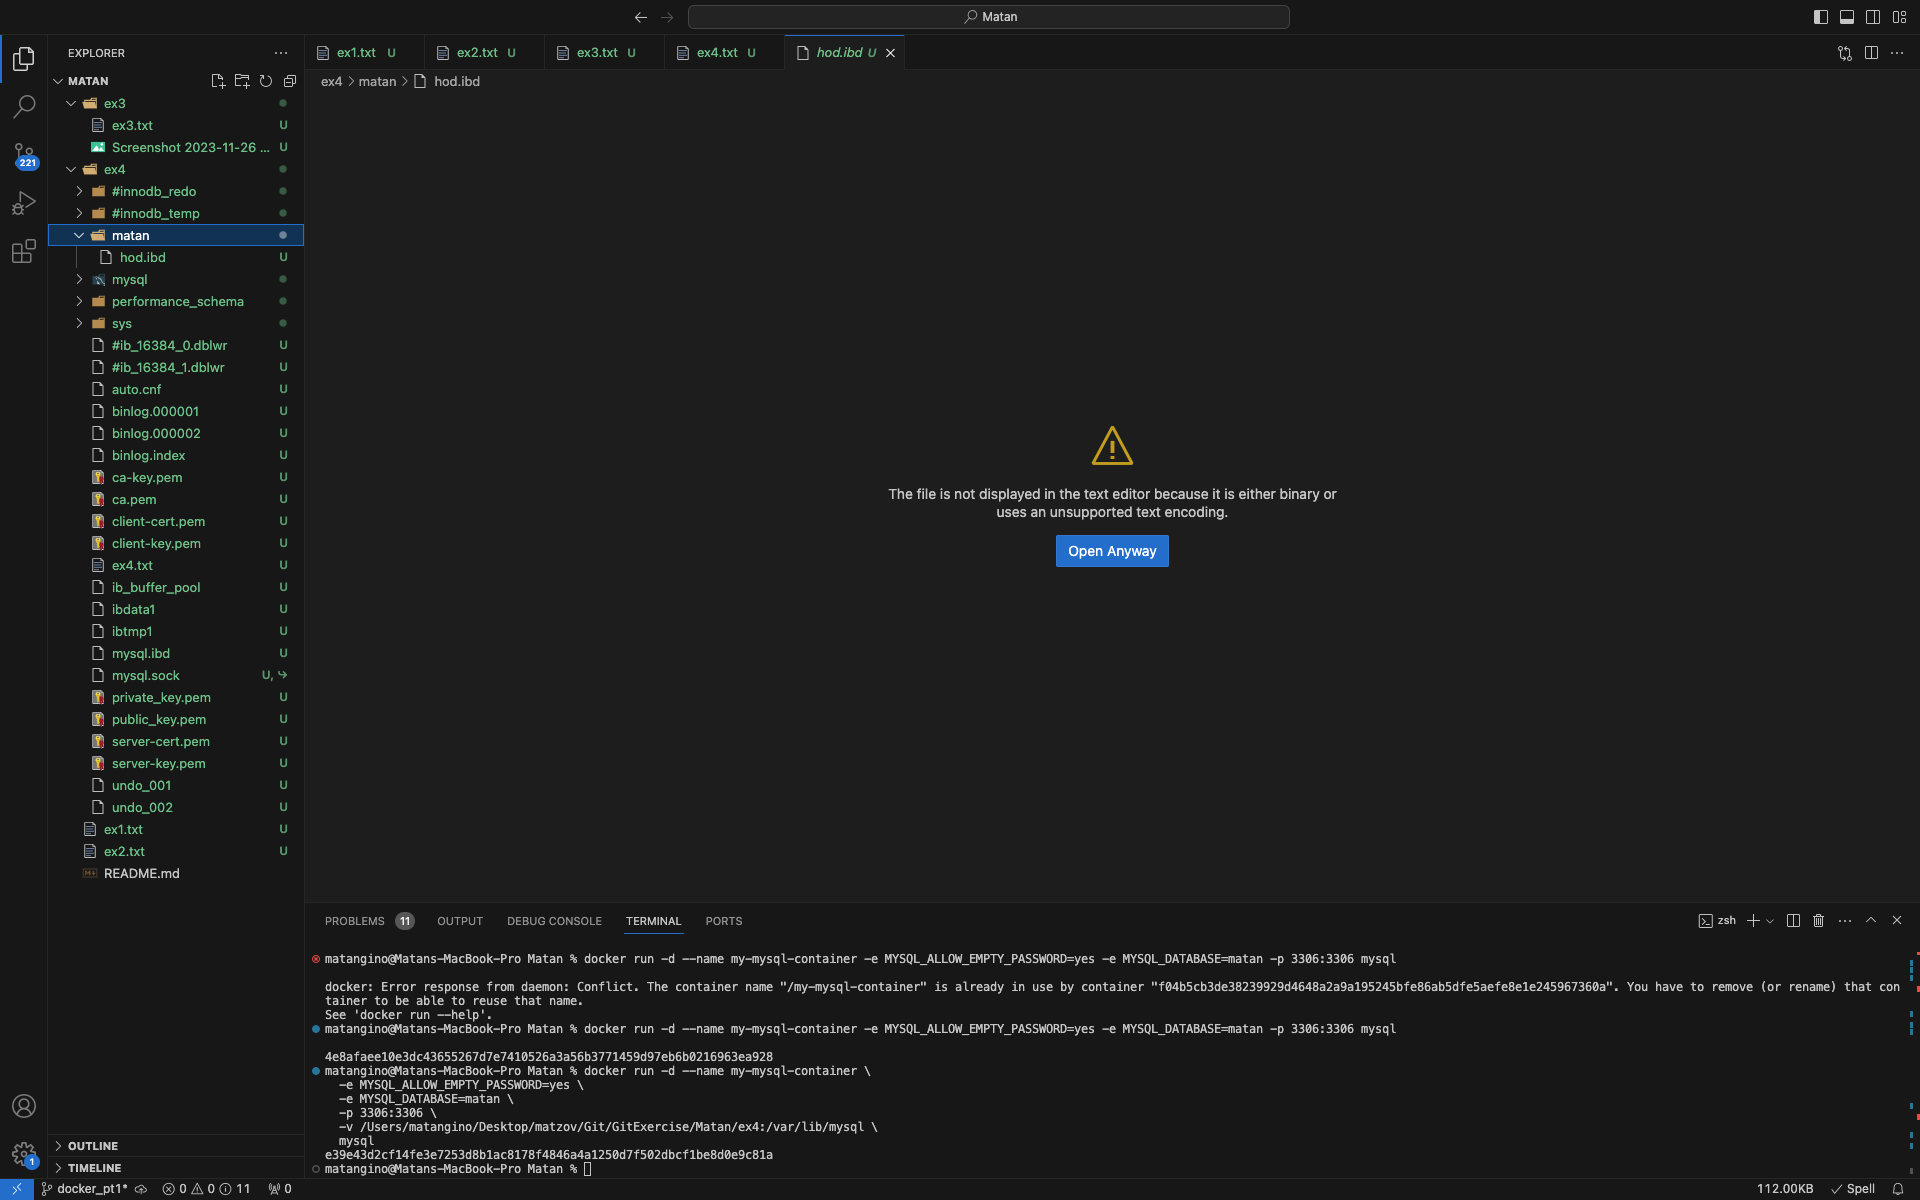 Matan
EXPLORER
MATAN
ex3
ex3.txt U
Screenshot 2023-11-26 ... U
ex4
#innodb_redo
#innodb_temp
matan
hod.ibd U
mysql
performance_schema
sys
#ib_16384_0.dblwr U
#ib_16384_1.dblwr U
auto.cnf U
binlog.000001 U
binlog.000002 U
binlog.index U
ca-key.pem U
ca.pem U
client-cert.pem U
client-key.pem U
ex4.txt U
ib_buffer_pool U
ibdata1 U
ibtmp1 U
mysql.ibd U
mysql.sock U,
private_key.pem U
public_key.pem U
server-cert.pem U
server-key.pem U
undo_001 U
undo_002 U
ex1.txt U
ex2.txt U
README.md
OUTLINE
TIMELINE
221
1
ex1.txt U
ex2.txt U
ex3.txt U
ex4.txt U
hod.ibd U
ex4 > matan > hod.ibd
The file is not displayed in the text editor because it is either binary or
uses an unsupported text encoding.
Open Anyway
PROBLEMS 11 OUTPUT DEBUG CONSOLE TERMINAL PORTS
zsh
matangino@Matans-MacBook-Pro Matan % docker run -d --name my-mysql-container -e MYSQL_ALLOW_EMPTY_PASSWORD=yes -e MYSQL_DATABASE=matan -p 3306:3306 mysql
docker: Error response from daemon: Conflict. The container name "/my-mysql-container" is already in use by container "f04b5cb3de38239929d4648a2a9a195245bfe86ab5dfe5aefe8e1e245967360a". You have to remove (or rename) that con
tainer to be able to reuse that name.
See 'docker run --help'.
matangino@Matans-MacBook-Pro Matan % docker run -d --name my-mysql-container -e MYSQL_ALLOW_EMPTY_PASSWORD=yes -e MYSQL_DATABASE=matan -p 3306:3306 mysql
4e8afaee10e3dc43655267d7e7410526a3a56b3771459d97eb6b0216963ea928
matangino@Matans-MacBook-Pro Matan % docker run -d --name my-mysql-container \
-e MYSQL_ALLOW_EMPTY_PASSWORD=yes \
-e MYSQL_DATABASE=matan \
-p 3306:3306 \
-v /Users/matangino/Desktop/matzov/Git/GitExercise/Matan/ex4:/var/lib/mysql \
mysql
e39e43d2cf14fe3e7253d8b1ac8178f4846a4a1250d7f502dbcf1be8d0e9c81a
matangino@Matans-MacBook-Pro Matan %
docker_pt1* 0 0 11 0
112.00KB Spell